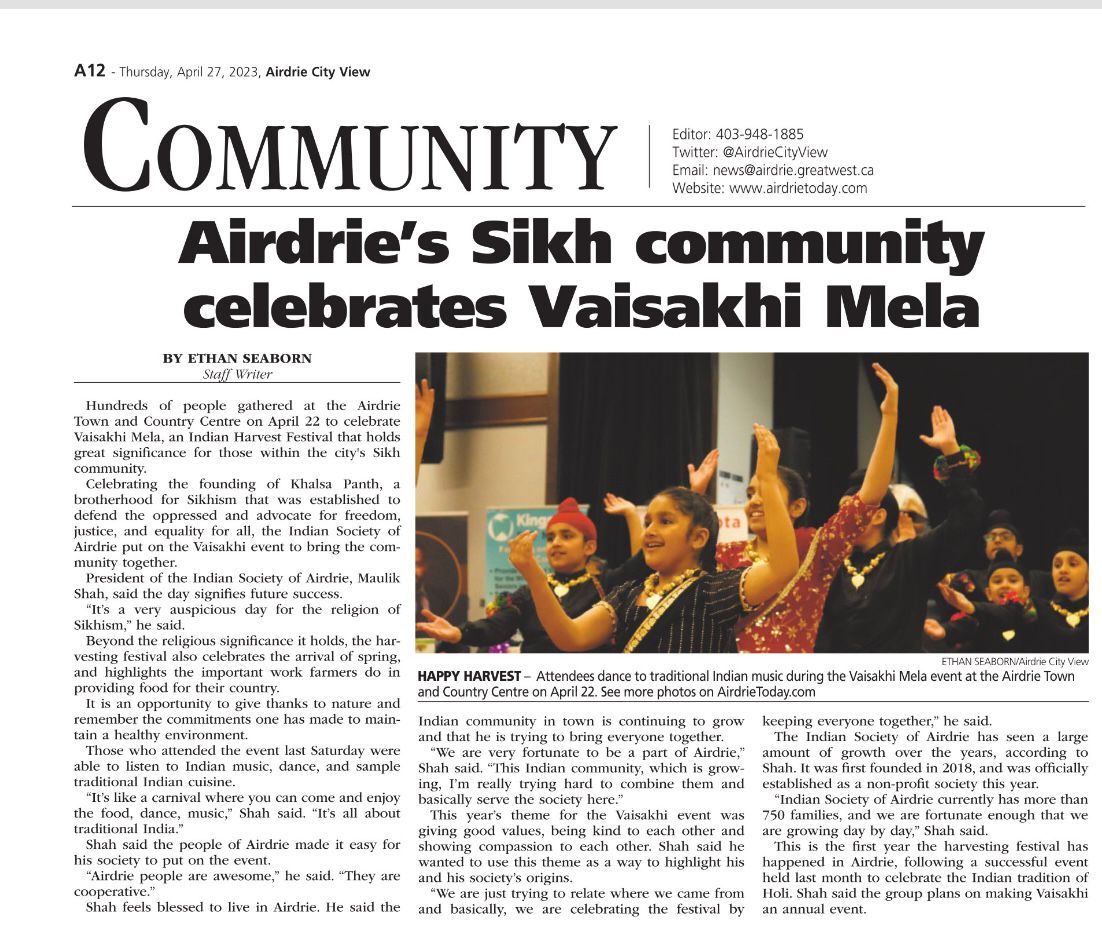 A12 - Thursday, April 27, 2023, Airdrie City View
COMMUNITY
Editor: 403-948-1885
Twitter: @AirdrieCityView
Email: news@airdrie.greatwest.ca
Website: www.airdrietoday.com
Airdrie’s Sikh community
celebrates Vaisakhi Mela
BY ETHAN SEABORN
Staff Writer
Hundreds of people gathered at the Airdrie
Town and Country Centre on April 22 to celebrate
Vaisakhi Mela, an Indian Harvest Festival that holds
great significance for those within the city's Sikh
community.
Celebrating the founding of Khalsa Panth, a
brotherhood for Sikhism that was established to
defend the oppressed and advocate for freedom,
justice, and equality for all, the Indian Society of
Airdrie put on the Vaisakhi event to bring the com-
munity together.
President of the Indian Society of Airdrie, Maulik
Shah, said the day signifies future success.
“It’s a very auspicious day for the religion of
Sikhism,” he said.
Beyond the religious significance it holds, the har-
vesting festival also celebrates the arrival of spring,
and highlights the important work farmers do in
providing food for their country.
It is an opportunity to give thanks to nature and
remember the commitments one has made to main-
tain a healthy environment.
Those who attended the event last Saturday were
able to listen to Indian music, dance, and sample
traditional Indian cuisine.
“It’s like a carnival where you can come and enjoy
the food, dance, music,” Shah said. “It’s all about
traditional India.”
Shah said the people of Airdrie made it easy for
his society to put on the event.
“Airdrie people are awesome,” he said. “They are
cooperative.”
Shah feels blessed to live in Airdrie. He said the
King
ota
ETHAN SEABORN/Airdrie City View
HAPPY HARVEST – Attendees dance to traditional Indian music during the Vaisakhi Mela event at the Airdrie Town
and Country Centre on April 22. See more photos on AirdrieToday.com
Indian community in town is continuing to grow
and that he is trying to bring everyone together.
“We are very fortunate to be a part of Airdrie,”
Shah said. “This Indian community, which is grow-
ing, I’m really trying hard to combine them and
basically serve the society here.”
This year’s theme for the Vaisakhi event was
giving good values, being kind to each other and
showing compassion to each other. Shah said he
wanted to use this theme as a way to highlight his
and his society’s origins.
“We are just trying to relate where we came from
and basically, we are celebrating the festival by
keeping everyone together,” he said.
The Indian Society of Airdrie has seen a large
amount of growth over the years, according to
Shah. It was first founded in 2018, and was officially
established as a non-profit society this year.
“Indian Society of Airdrie currently has more than
750 families, and we are fortunate enough that we
are growing day by day,” Shah said.
This is the first year the harvesting festival has
happened in Airdrie, following a successful event
held last month to celebrate the Indian tradition of
Holi. Shah said the group plans on making Vaisakhi
an annual event.